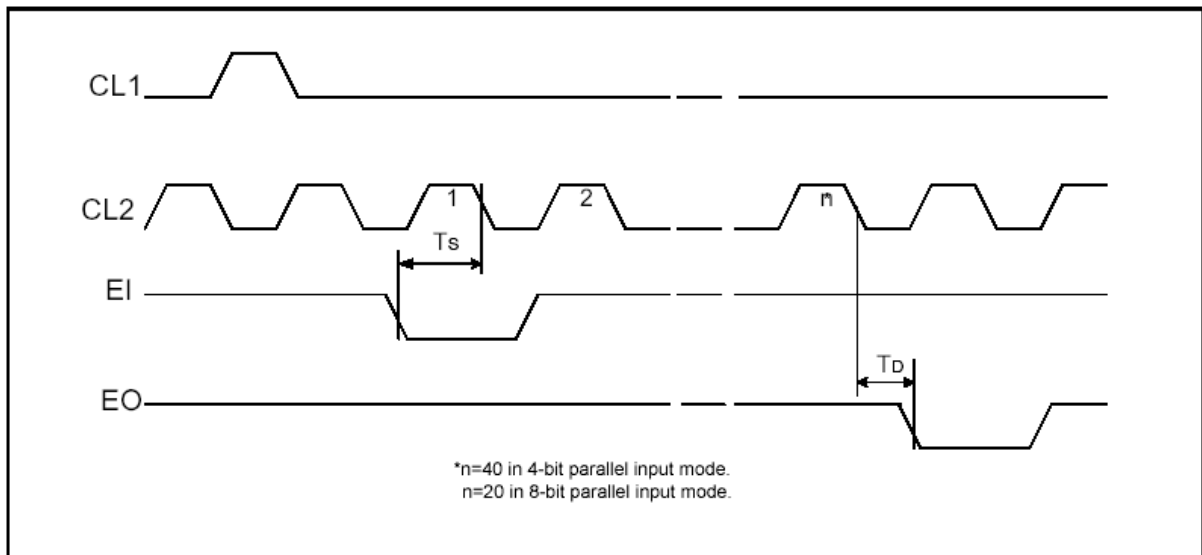 CL1
CL2
1
2
n
Ts
EI
TD
EO
*n=40 in 4-bit parallel input mode.
n=20 in 8-bit parallel input mode.